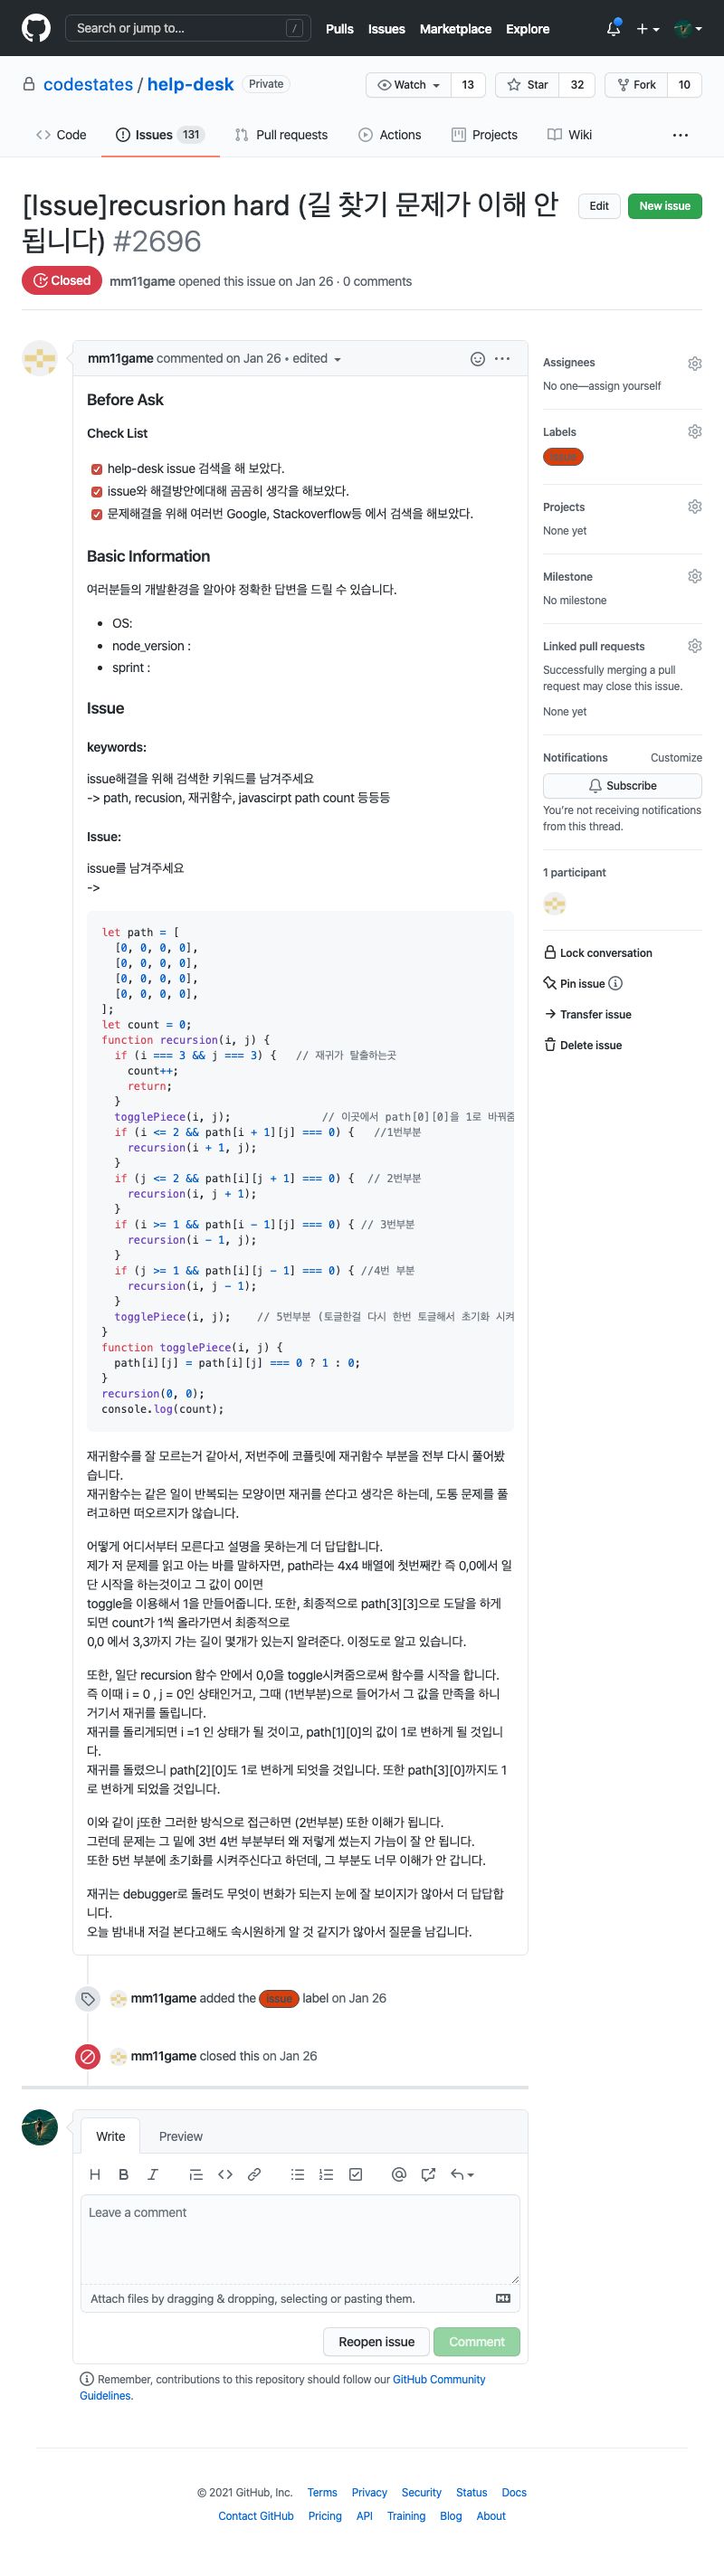 Search or jump to... /
Pulls Issues Marketplace Explore
codestates / help-desk Private
Watch 13 Star 32 Fork 10
Code Issues 131 Pull requests Actions Projects Wiki
[Issue]recusrion hard (길 찾기 문제가 이해 안
됩니다) #2696
Edit New issue
Closed mm11game opened this issue on Jan 26 · 0 comments
mm11game commented on Jan 26 • edited
Before Ask
Check List
help-desk issue 검색을 해 보았다.
issue와 해결방안에대해 곰곰히 생각을 해보았다.
문제해결을 위해 여러번 Google, Stackoverflow등 에서 검색을 해보았다.
Basic Information
여러분들의 개발환경을 알아야 정확한 답변을 드릴 수 있습니다.
OS:
node_version :
sprint :
Issue
keywords:
issue해결을 위해 검색한 키워드를 남겨주세요
-> path, recusion, 재귀함수, javascirpt path count 등등등
Issue:
issue를 남겨주세요
->
let path = [
[0, 0, 0, 0],
[0, 0, 0, 0],
[0, 0, 0, 0],
[0, 0, 0, 0],
];
let count = 0;
function recursion(i, j) {
if (i === 3 && j === 3) { // 재귀가 탈출하는곳
count++;
return;
}
togglePiece(i, j); // 이곳에서 path[0][0]을 1로 바꿔줌
if (i <= 2 && path[i + 1][j] === 0) { //1번부분
recursion(i + 1, j);
}
if (j <= 2 && path[i][j + 1] === 0) { // 2번부분
recursion(i, j + 1);
}
if (i >= 1 && path[i - 1][j] === 0) { // 3번부분
recursion(i - 1, j);
}
if (j >= 1 && path[i][j - 1] === 0) { //4번 부분
recursion(i, j - 1);
}
togglePiece(i, j); // 5번부분 (토글한걸 다시 한번 토글해서 초기화 시켜
}
function togglePiece(i, j) {
path[i][j] = path[i][j] === 0 ? 1 : 0;
}
recursion(0, 0);
console.log(count);
재귀함수를 잘 모르는거 같아서, 저번주에 코플릿에 재귀함수 부분을 전부 다시 풀어봤
습니다.
재귀함수는 같은 일이 반복되는 모양이면 재귀를 쓴다고 생각은 하는데, 도통 문제를 풀
려고하면 떠오르지가 않습니다.
어떻게 어디서부터 모른다고 설명을 못하는게 더 답답합니다.
제가 저 문제를 읽고 아는 바를 말하자면, path라는 4x4 배열에 첫번째칸 즉 0,0에서 일
단 시작을 하는것이고 그 값이 0이면
toggle을 이용해서 1을 만들어줍니다. 또한, 최종적으로 path[3][3]으로 도달을 하게
되면 count가 1씩 올라가면서 최종적으로
0,0 에서 3,3까지 가는 길이 몇개가 있는지 알려준다. 이정도로 알고 있습니다.
또한, 일단 recursion 함수 안에서 0,0을 toggle시켜줌으로써 함수를 시작을 합니다.
즉 이때 i = 0 , j = 0인 상태인거고, 그때 (1번부분)으로 들어가서 그 값을 만족을 하니
거기서 재귀를 돌립니다.
재귀를 돌리게되면 i =1 인 상태가 될 것이고, path[1][0]의 값이 1로 변하게 될 것입니
다.
재귀를 돌렸으니 path[2][0]도 1로 변하게 되엇을 것입니다. 또한 path[3][0]까지도 1
로 변하게 되었을 것입니다.
이와 같이 j또한 그러한 방식으로 접근하면 (2번부분) 또한 이해가 됩니다.
그런데 문제는 그 밑에 3번 4번 부분부터 왜 저렇게 썼는지 가늠이 잘 안 됩니다.
또한 5번 부분에 초기화를 시켜주신다고 하던데, 그 부분도 너무 이해가 안 갑니다.
재귀는 debugger로 돌려도 무엇이 변화가 되는지 눈에 잘 보이지가 않아서 더 답답합
니다.
오늘 밤내내 저걸 본다고해도 속시원하게 알 것 같지가 않아서 질문을 남깁니다.
mm11game added the issue label on Jan 26
mm11game closed this on Jan 26
Assignees
No one—assign yourself
Labels
issue
Projects
None yet
Milestone
No milestone
Linked pull requests
Successfully merging a pull
request may close this issue.
None yet
Notifications Customize
Subscribe
You're not receiving notifications
from this thread.
1 participant
Lock conversation
Pin issue
Transfer issue
Delete issue
Write Preview
Leave a comment
Attach files by dragging & dropping, selecting or pasting them.
Reopen issue Comment
Remember, contributions to this repository should follow our GitHub Community
Guidelines.
© 2021 GitHub, Inc. Terms Privacy Security Status Docs
Contact GitHub Pricing API Training Blog About